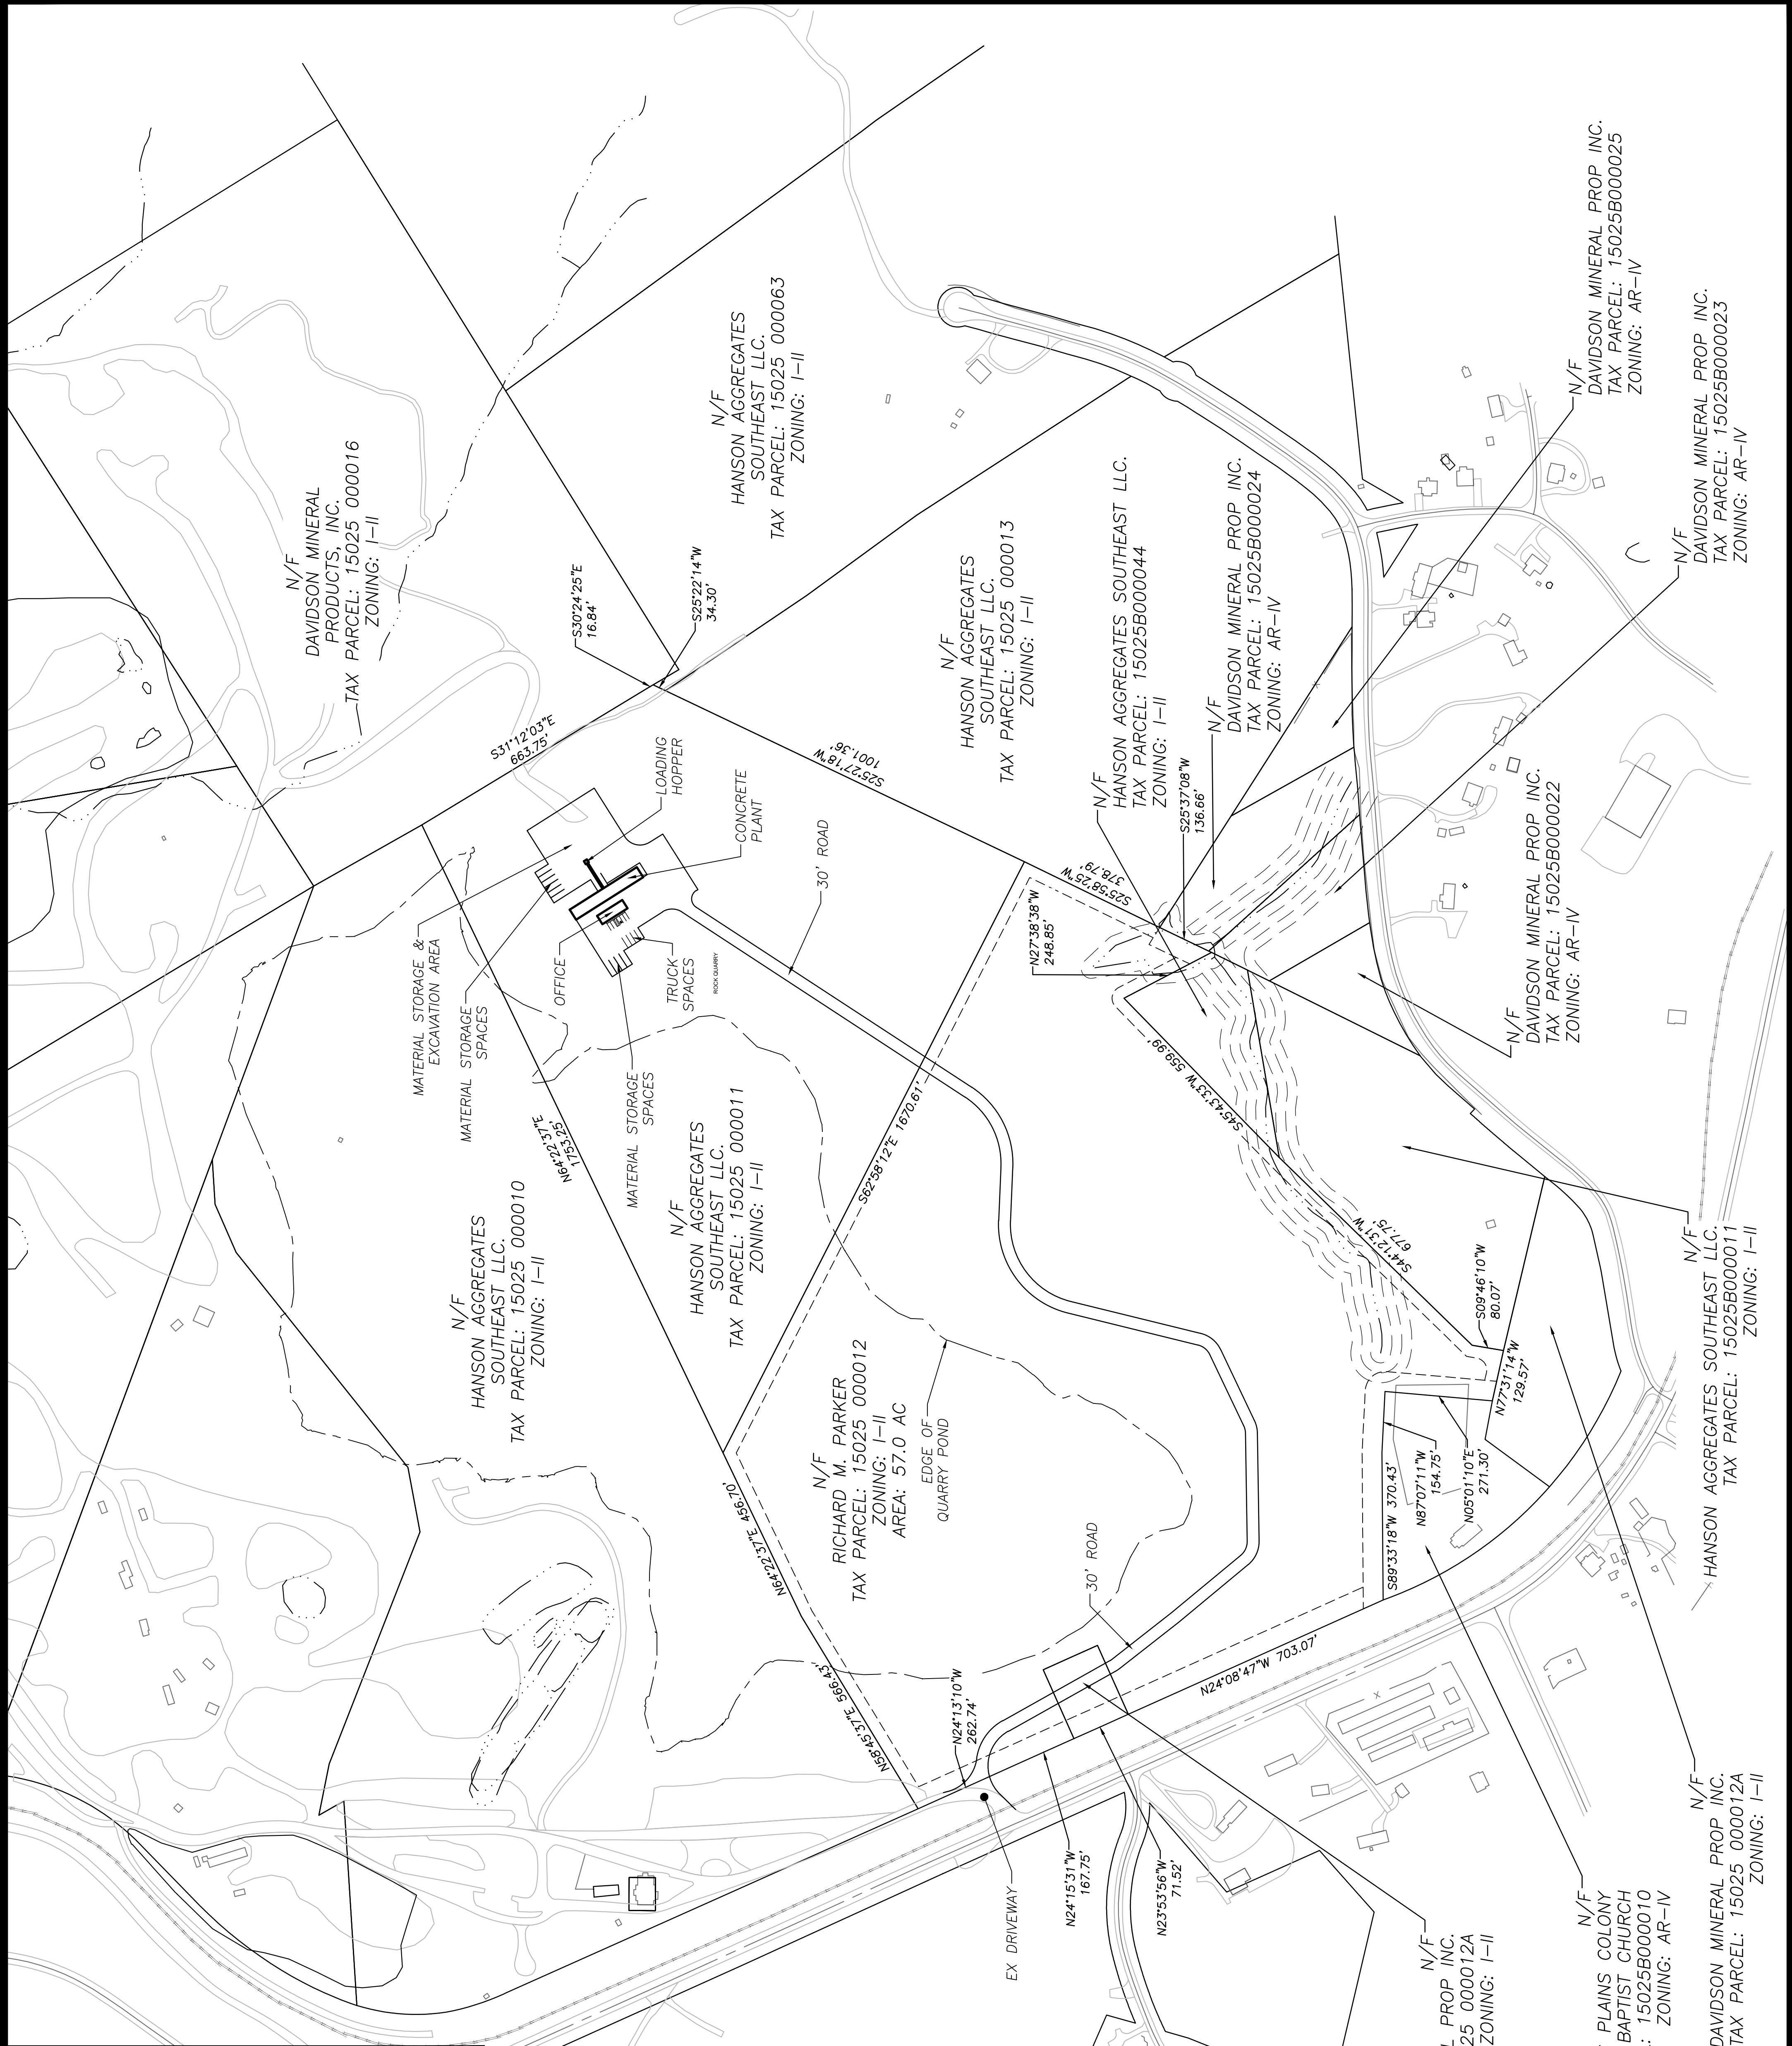 N/F
DAVIDSON MINERAL
PRODUCTS, INC.
TAX PARCEL: 15025 000016
ZONING: I-II
N/F
HANSON AGGREGATES
SOUTHEAST LLC.
TAX PARCEL: 15025 000063
ZONING: I-II
S30°24'25"E
16.84'
S25°22'14"W
34.30'
S31°12'03"E
663.75'
LOADING
HOPPER
CONCRETE
PLANT
30' ROAD
S25°27'18"W
1001.36'
N/F
HANSON AGGREGATES
SOUTHEAST LLC.
TAX PARCEL: 15025 000013
ZONING: I-II
N/F
HANSON AGGREGATES SOUTHEAST LLC.
TAX PARCEL: 15025B000044
ZONING: I-II
N/F
DAVIDSON MINERAL PROP INC.
TAX PARCEL: 15025B000024
ZONING: AR-IV
N/F
DAVIDSON MINERAL PROP INC.
TAX PARCEL: 15025B000025
ZONING: AR-IV
N/F
DAVIDSON MINERAL PROP INC.
TAX PARCEL: 15025B000023
ZONING: AR-IV
N/F
DAVIDSON MINERAL PROP INC.
TAX PARCEL: 15025B000022
ZONING: AR-IV
MATERIAL STORAGE &
EXCAVATION AREA
MATERIAL STORAGE
SPACES
OFFICE
MATERIAL STORAGE
SPACES
TRUCK
SPACES
ROCK QUARRY
S25°58'25"W
378.79'
S25°37'08"W
136.66'
N27°38'38"W
248.85'
S45°43'33"W 559.99'
S44°12'31"W
677.75'
S09°46'10"W
80.07'
N77°31'14"W
129.57'
N05°01'10"E
271.30'
N87°07'11"W
154.75'
S89°33'18"W 370.43'
N64°22'37"E
1753.25'
S62°58'12"E 1670.61'
N/F
HANSON AGGREGATES
SOUTHEAST LLC.
TAX PARCEL: 15025 000010
ZONING: I-II
N/F
HANSON AGGREGATES
SOUTHEAST LLC.
TAX PARCEL: 15025 000011
ZONING: I-II
N/F
RICHARD M. PARKER
TAX PARCEL: 15025 000012
ZONING: I-II
AREA: 57.0 AC
EDGE OF
QUARRY POND
30' ROAD
N64°22'37"E 456.70'
N58°45'37"E 566.43'
N24°13'10"W
262.74'
N24°08'47"W 703.07'
N24°15'31"W
167.75'
N23°53'56"W
71.52'
EX DRIVEWAY
N/F
HANSON AGGREGATES SOUTHEAST LLC.
TAX PARCEL: 15025B000011
ZONING: I-II
N/F
L PROP INC.
25 000012A
ZONING: I-II
N/F
PLAINS COLONY
BAPTIST CHURCH
: 15025B000010
ZONING: AR-IV
N/F
DAVIDSON MINERAL PROP INC.
TAX PARCEL: 15025 000012A
ZONING: I-II